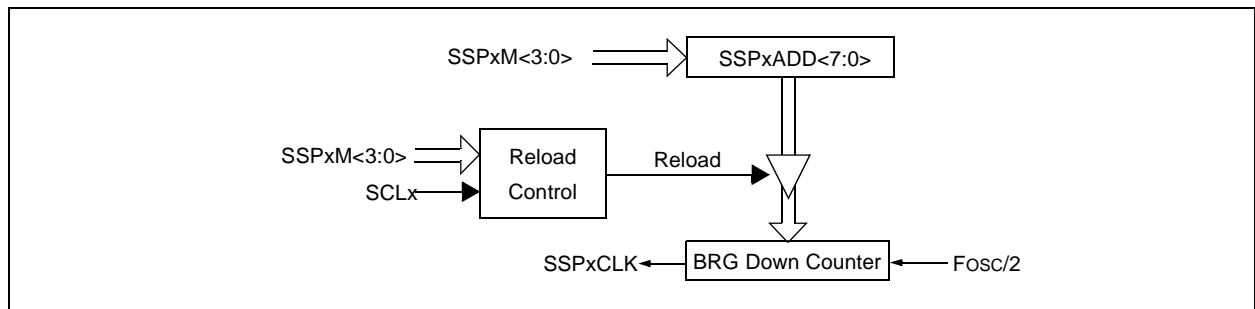 SSPxM<3:0>
SSPxADD<7:0>
SSPxM<3:0>
Reload
Control
Reload
SCLx
SSPxCLK
BRG Down Counter
FOSC/2